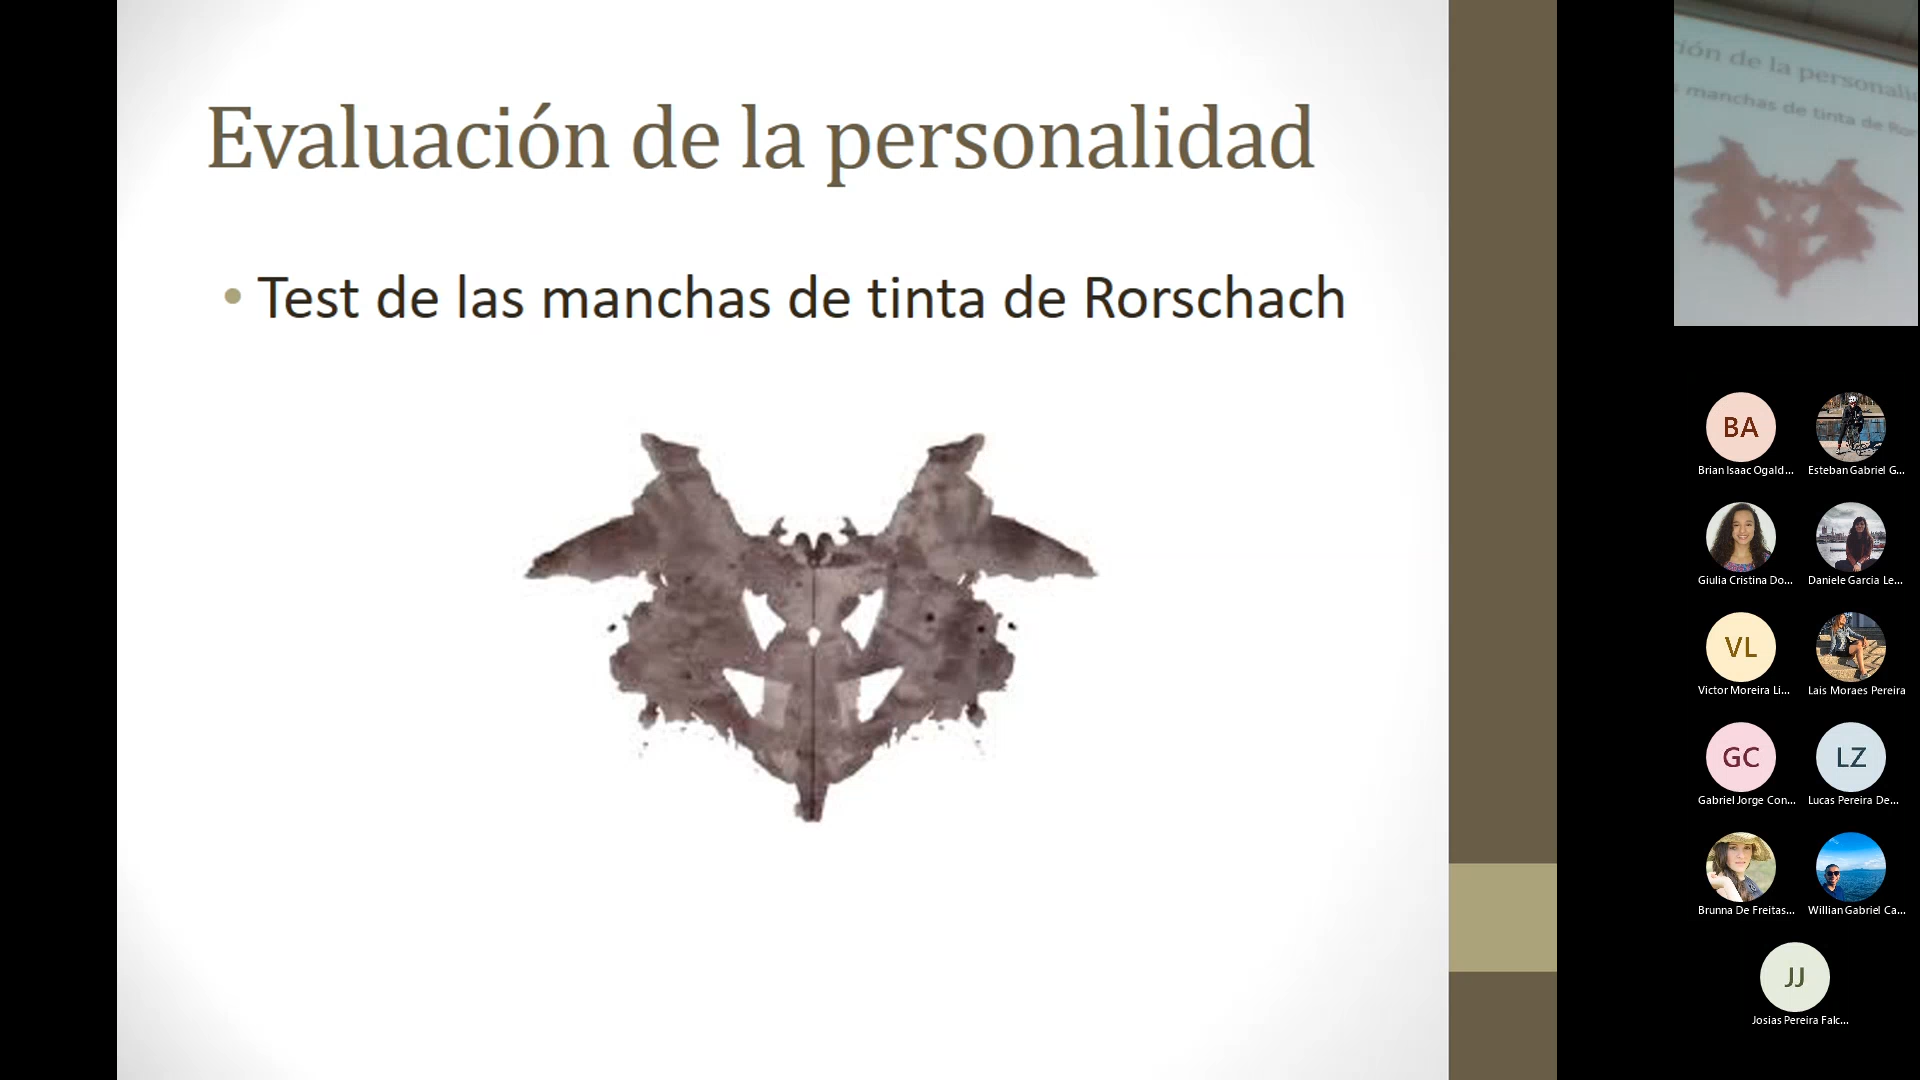 Evaluación de la personalidad
• Test de las manchas de tinta de Rorschach
ión de la personali
manchas de tinta de Ror
BA
Brian Isaac Ogald...
Esteban Gabriel G...
Giulia Cristina Do...
Daniele Garcia Le...
VL
Victor Moreira Li...
Lais Moraes Pereira
GC
Gabriel Jorge Con...
LZ
Lucas Pereira De...
Brunna De Freitas...
Willian Gabriel Ca...
JJ
Josias Pereira Falc...